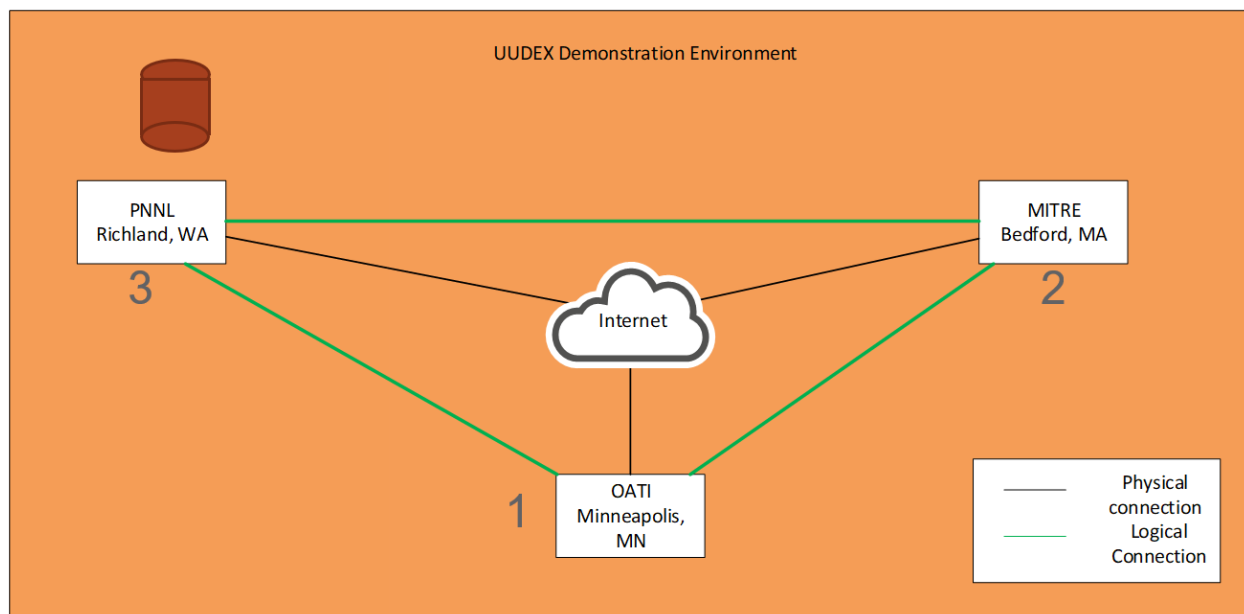 UUDEX Demonstration Environment
PNNL
Richland, WA
3
MITRE
Bedford, MA
2
Internet
OATI
Minneapolis,
MN
1
Physical
connection
Logical
Connection